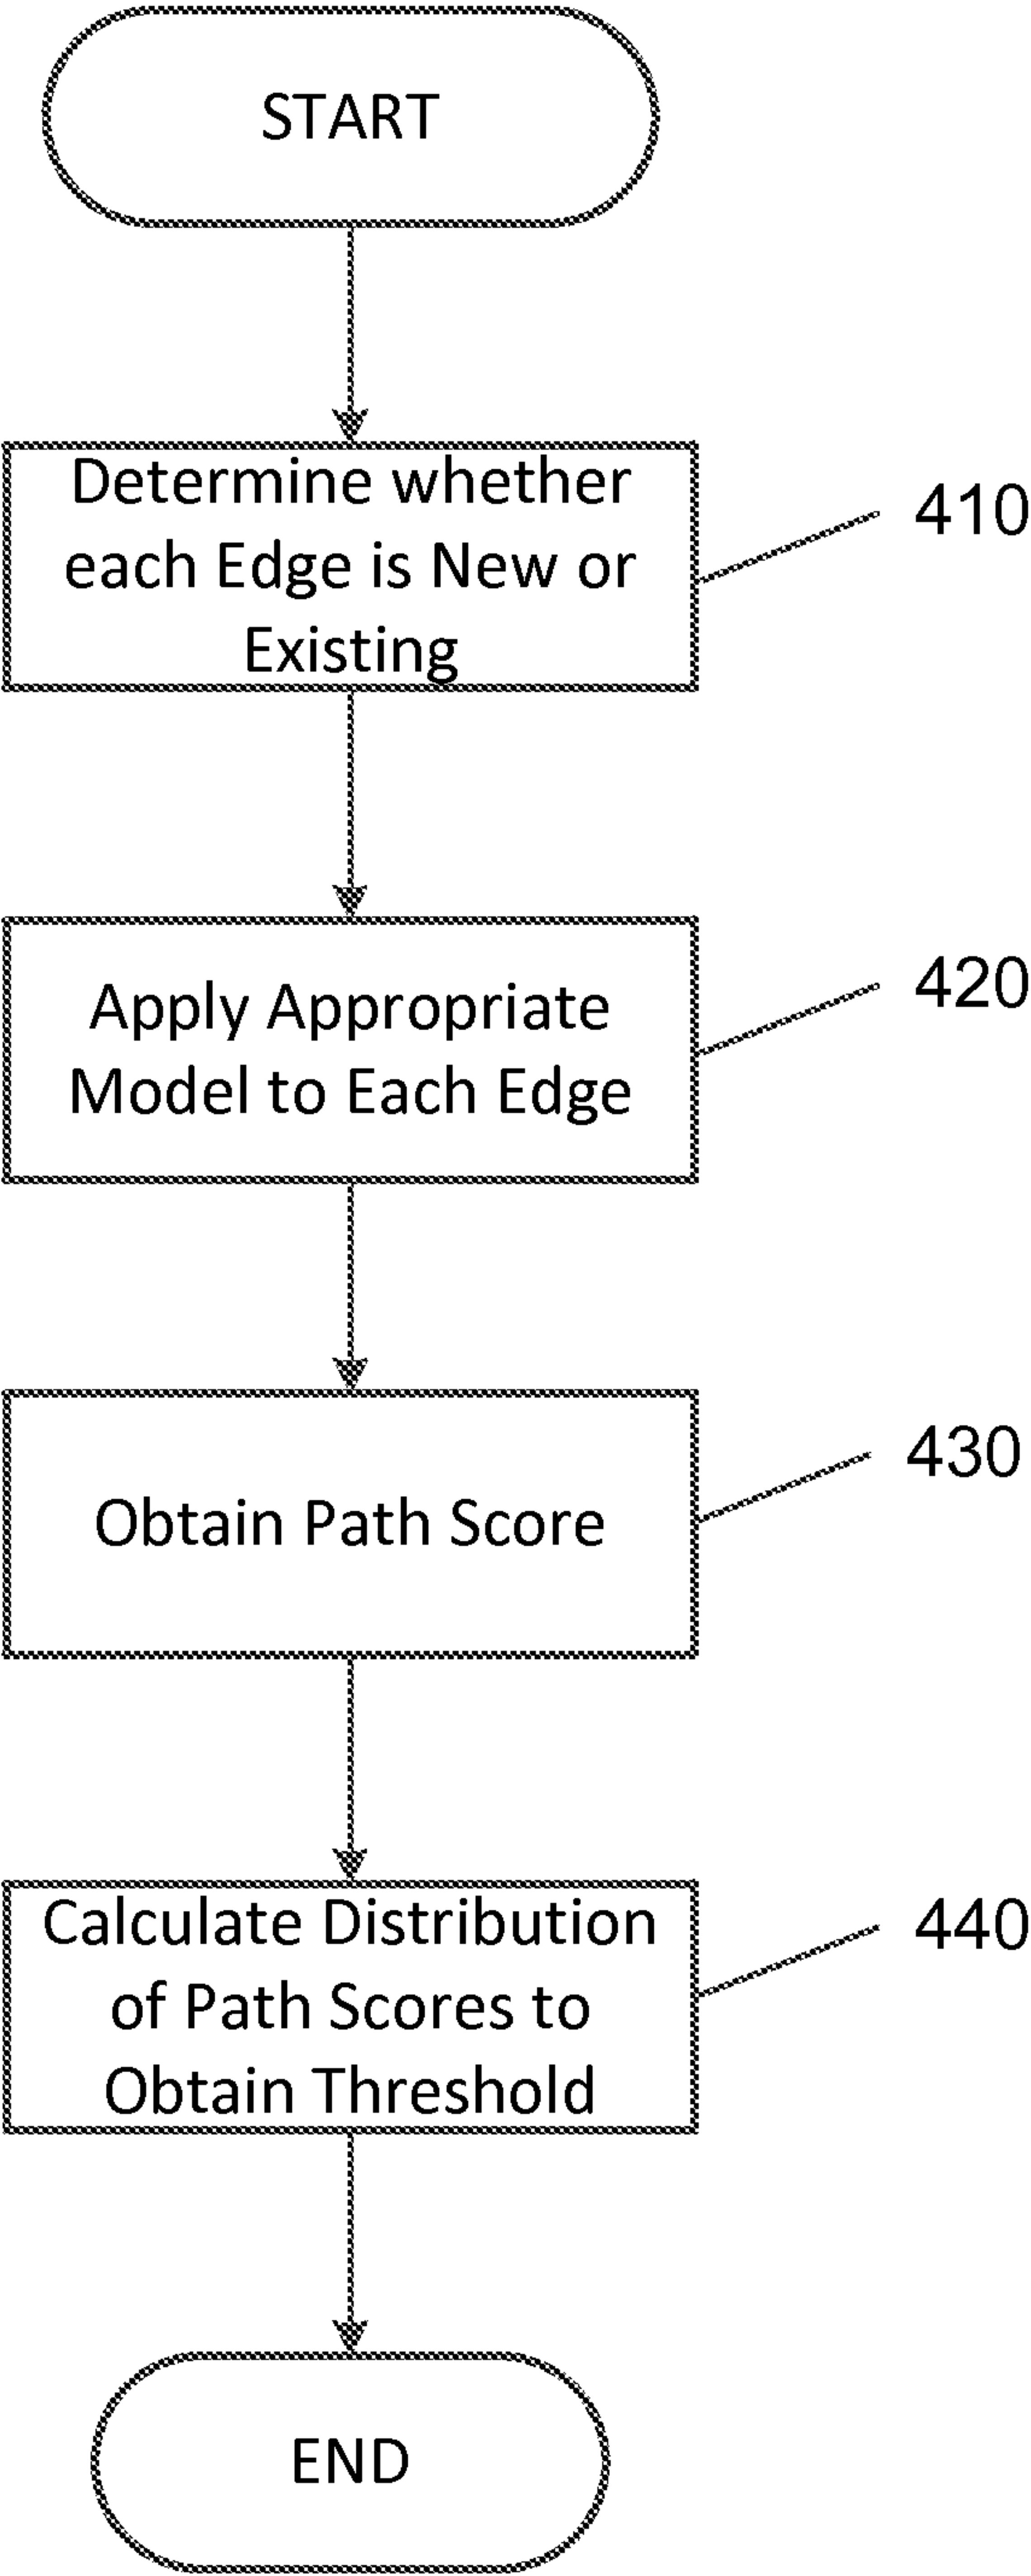 START
Determine whether
each Edge is New or
Existing
410
Apply Appropriate
Model to Each Edge
420
Obtain Path Score
430
Calculate Distribution
of Path Scores to
Obtain Threshold
440
END